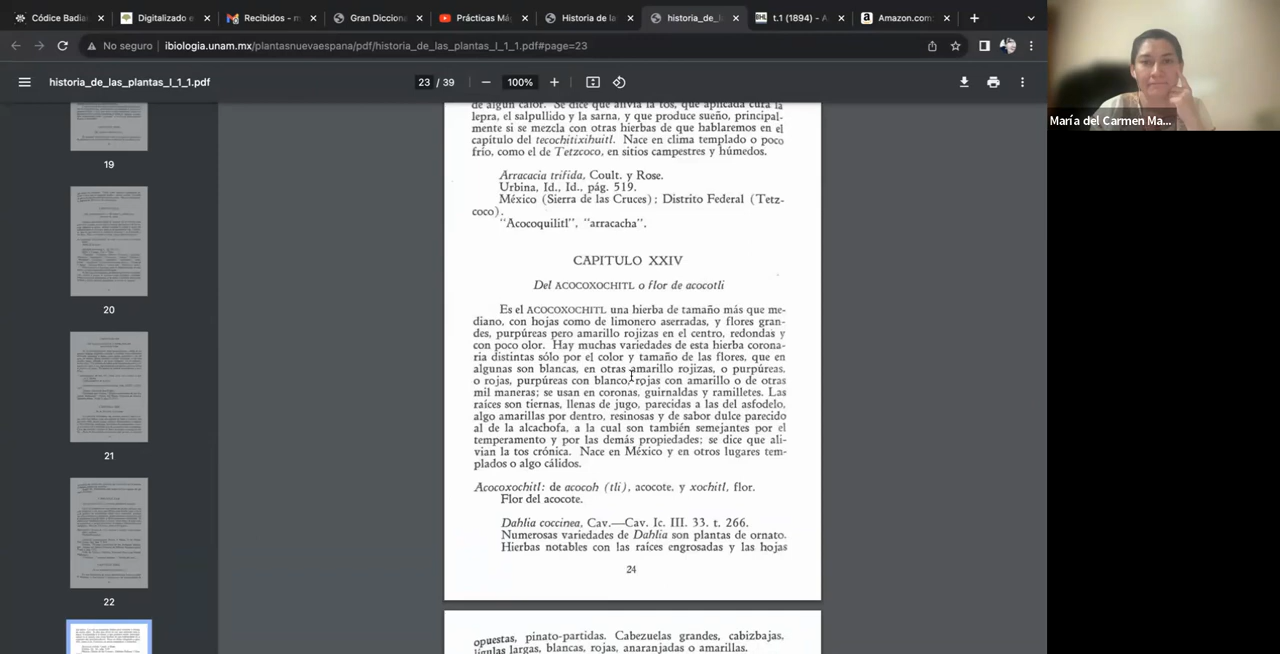 Códice Badia
Digitalizado e
Recibidos - m
Gran Diccion
Prácticas Má
Historia de la
historia_de_l
t.1 (1894) - A
Amazon.com:
No seguro
ibiologia.unam.mx/plantasnuevaespana/pdf/historia_de_las_plantas_I_1_1.pdf#page=23
historia_de_las_plantas_I_1_1.pdf
23 / 39
100%
19
20
21
22
de algún calor. Se dice que alivia la tos, que aplicada cura la
lepra, el salpullido y la sarna, y que produce sueño, principal-
mente si se mezcla con otras hierbas de que hablaremos en el
capítulo del tecochitixihuitl. Nace en clima templado o poco
frío, como el de Tetzcoco, en sitios campestres y húmedos.
Arracacia trifida, Coult. y Rose.
Urbina, Id., Id., pág. 519.
México (Sierra de las Cruces); Distrito Federal (Tetz-
coco).
"Acocoquilitl", "arracacha".
CAPITULO XXIV
Del ACOCOXOCHITL o flor de acocotli
Es el ACOCOXOCHITL una hierba de tamaño más que me-
diano, con hojas como de limonero aserradas, y flores gran-
des, purpúreas pero amarillo rojizas en el centro, redondas y
con poco olor. Hay muchas variedades de esta hierba corona-
ria distintas sólo por el color y tamaño de las flores, que en
algunas son blancas, en otras amarillo rojizas, o purpúreas,
o rojas, purpúreas con blanco, rojas con amarillo o de otras
mil maneras; se usan en coronas, guirnaldas y ramilletes. Las
raíces son tiernas, llenas de jugo, parecidas a las del asfodelo,
algo amarillas por dentro, resinosas y de sabor dulce parecido
al de la alcachofa, a la cual son también semejantes por el
temperamento y por las demás propiedades; se dice que ali-
vian la tos crónica. Nace en México y en otros lugares tem-
plados o algo cálidos.
Acocoxochitl: de acocoh (tli), acocote, y xochitl, flor.
Flor del acocote.
Dahlia coccinea, Cav.—Cav. Ic. III. 33. t. 266.
Numerosas variedades de Dahlia son plantas de ornato.
Hierbas notables con las raíces engrosadas y las hojas
24
opuestas, pinato-partidas. Cabezuelas grandes, cabizbajas,
lígulas largas, blancas, rojas, anaranjadas o amarillas.
María del Carmen Ma...